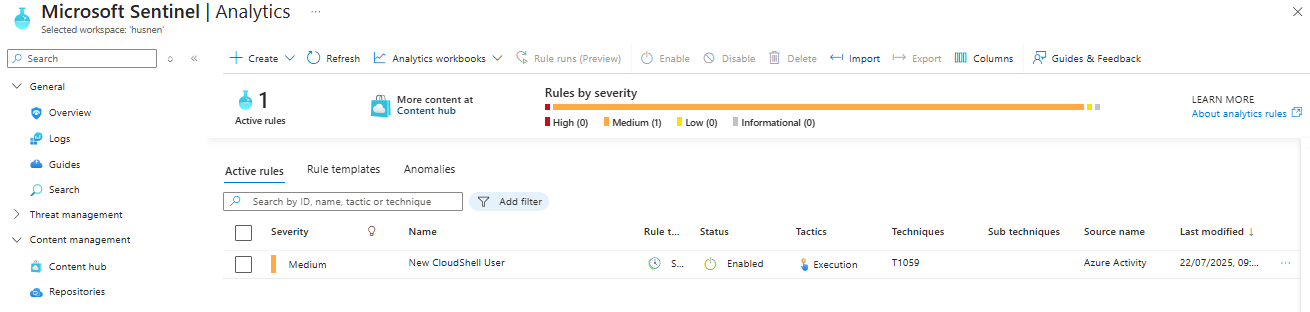 Microsoft Sentinel | Analytics ...
Selected workspace: 'husnen'
Search
General
Overview
Logs
Guides
Search
Threat management
Content management
Content hub
Repositories
Create Refresh Analytics workbooks Rule runs (Preview) Enable Disable Delete Import Export Columns Guides & Feedback
1
Active rules
More content at
Content hub
Rules by severity
High (0) Medium (1) Low (0) Informational (0)
LEARN MORE
About analytics rules
Active rules Rule templates Anomalies
Search by ID, name, tactic or technique Add filter
Severity Name Rule t... Status Tactics Techniques Sub techniques Source name Last modified ↓
Medium New CloudShell User S... Enabled Execution T1059 Azure Activity 22/07/2025, 09:... ...